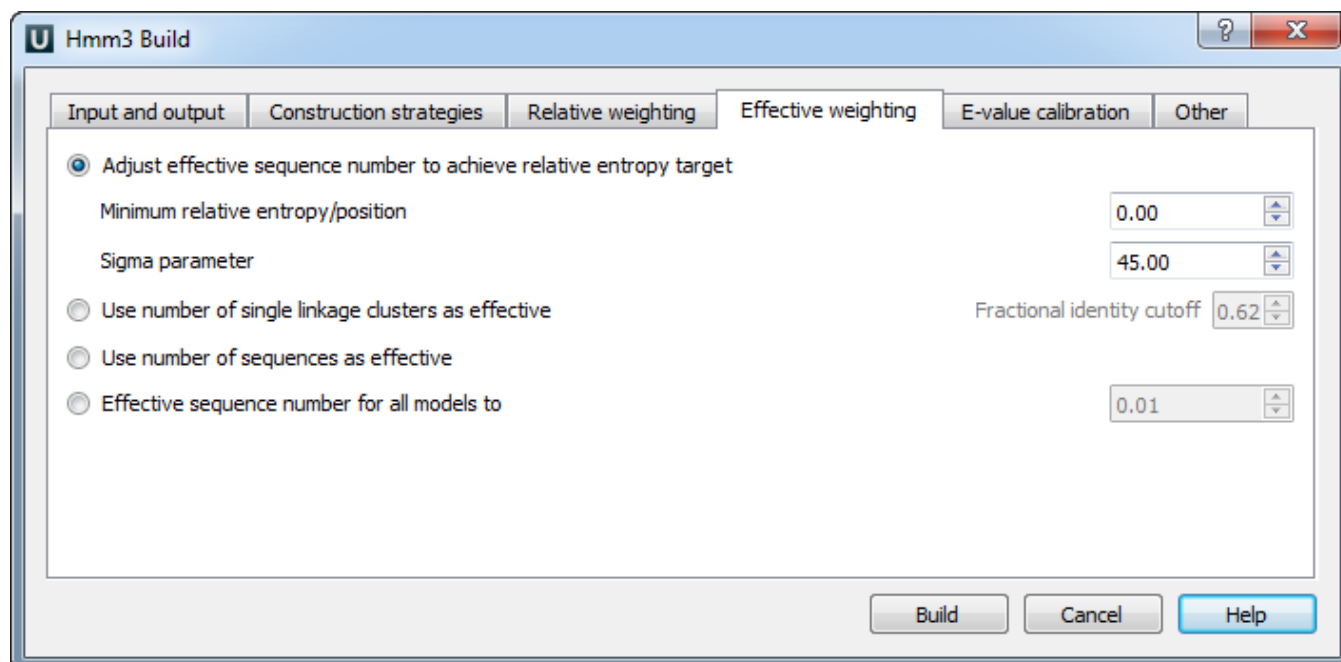 U Hmm3 Build ? X
Input and output Construction strategies Relative weighting Effective weighting E-value calibration Other
Adjust effective sequence number to achieve relative entropy target
Minimum relative entropy/position 0.00
Sigma parameter 45.00
Use number of single linkage clusters as effective Fractional identity cutoff 0.62
Use number of sequences as effective
Effective sequence number for all models to 0.01
Build Cancel Help